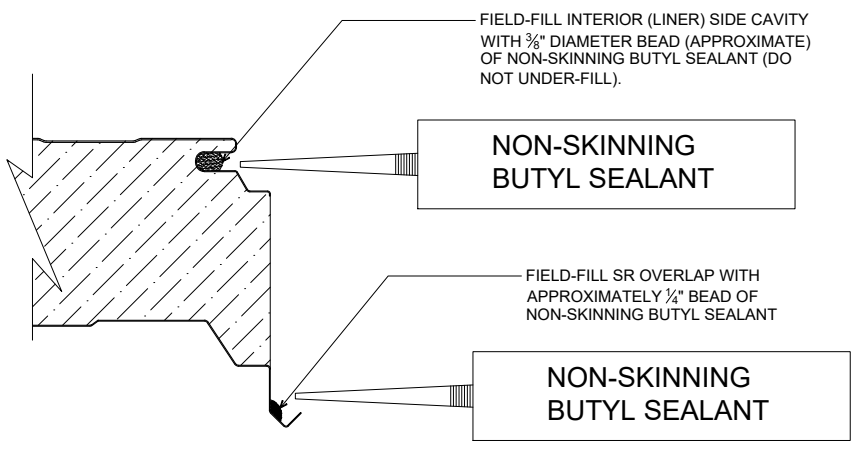 FIELD-FILL INTERIOR (LINER) SIDE CAVITY
WITH ⅜" DIAMETER BEAD (APPROXIMATE)
OF NON-SKINNING BUTYL SEALANT (DO
NOT UNDER-FILL).
NON-SKINNING
BUTYL SEALANT
FIELD-FILL SR OVERLAP WITH
APPROXIMATELY ¼" BEAD OF
NON-SKINNING BUTYL SEALANT
NON-SKINNING
BUTYL SEALANT